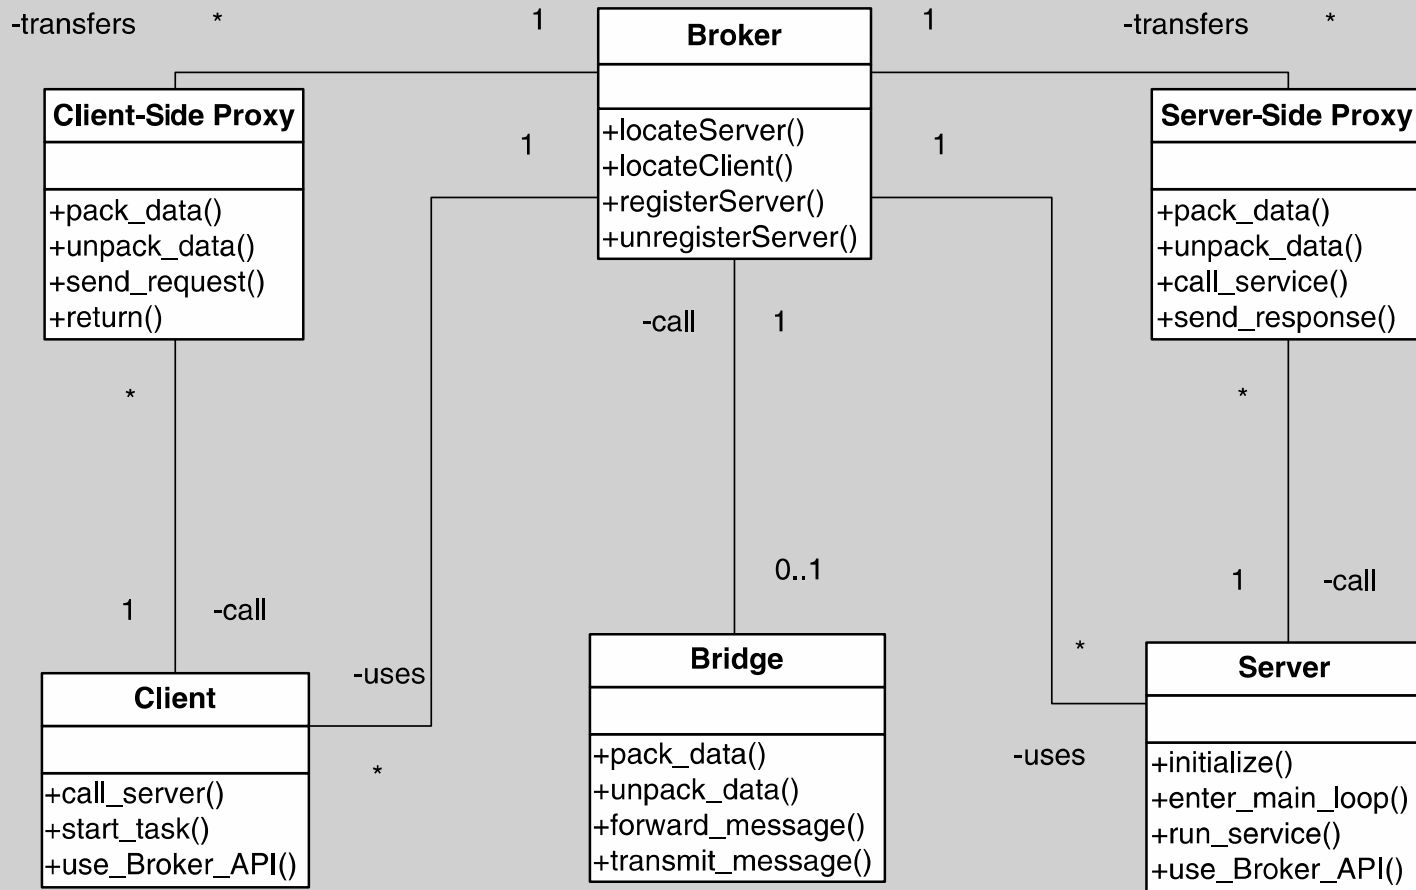 -transfers * 1
Broker
1 -transfers *
Client-Side Proxy
+pack_data()
+unpack_data()
+send_request()
+return()
+locateServer()
+locateClient()
+registerServer()
+unregisterServer()
Server-Side Proxy
+pack_data()
+unpack_data()
+call_service()
+send_response()
1
1
-call 1
*
*
0..1
1 -call
1 -call
-uses
*
*
-uses
Client
+call_server()
+start_task()
+use_Broker_API()
Bridge
+pack_data()
+unpack_data()
+forward_message()
+transmit_message()
Server
+initialize()
+enter_main_loop()
+run_service()
+use_Broker_API()